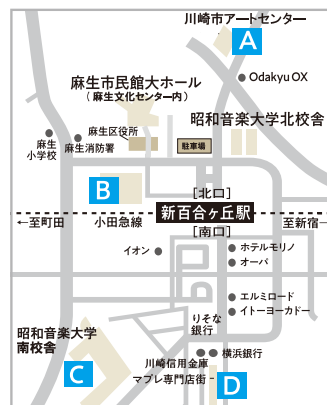 川崎市アートセンター
A
Odakyu OX
麻生市民館大ホール
（麻生文化センター内）
昭和音楽大学北校舎
麻生
小学校
麻生区役所
麻生消防署
駐車場
B
［北口］
新百合ヶ丘駅
←至町田
小田急線
至新宿→
［南口］
イオン
ホテルモリノ
オーパ
エルミロード
イトーヨーカドー
りそな
銀行
昭和音楽大学
南校舎
C
川崎信用金庫
横浜銀行
マプレ専門店街
D